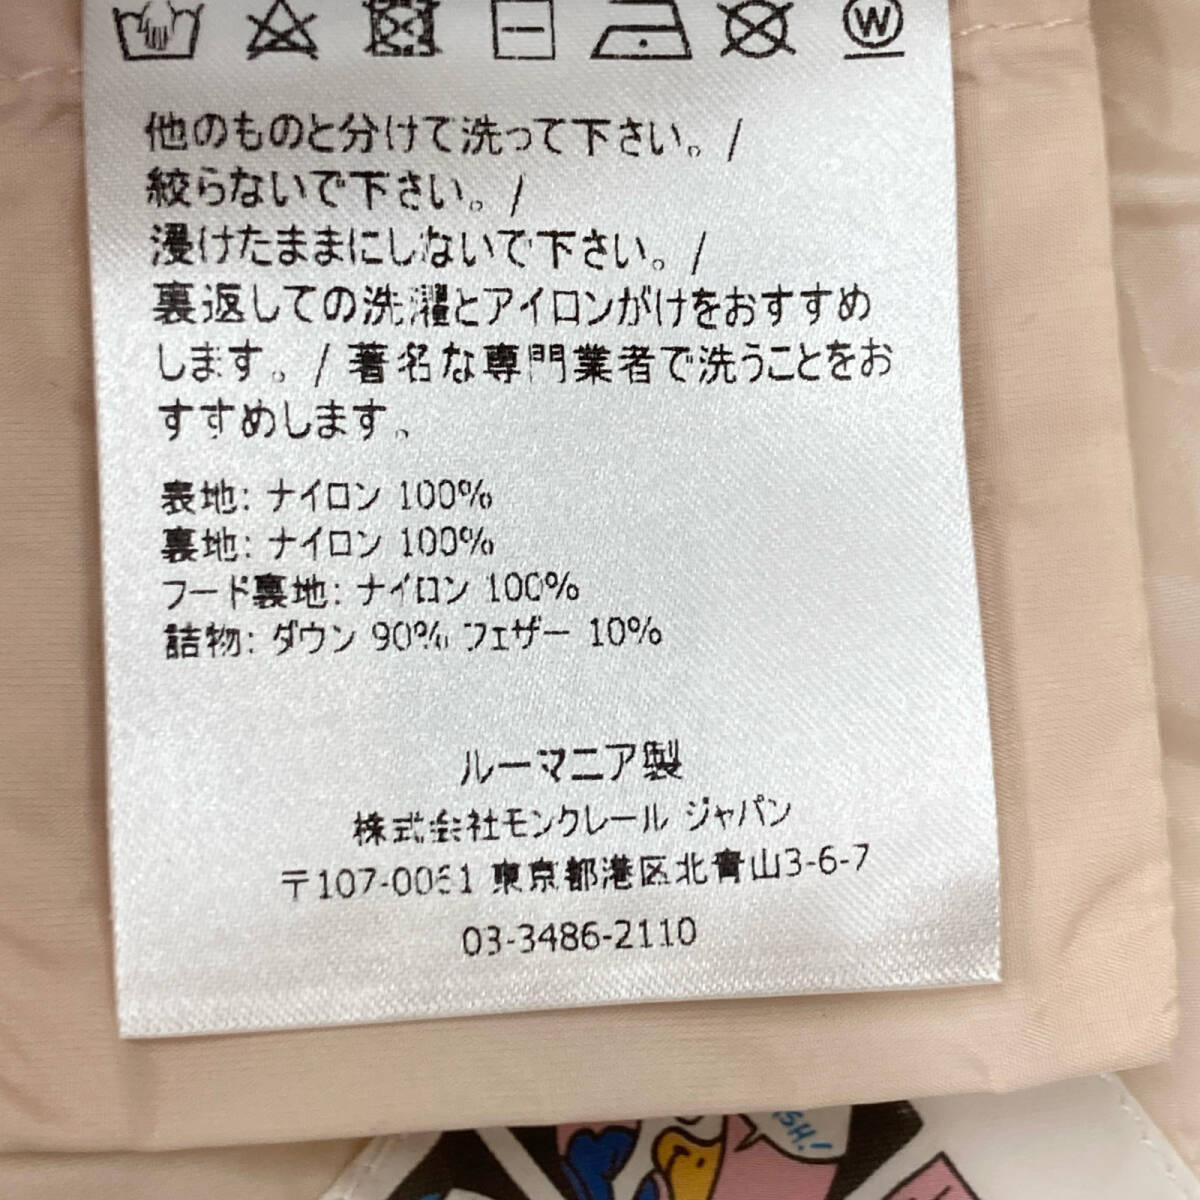 W
他のものと分けて洗って下さい。/
絞らないで下さい。/
浸けたままにしないで下さい。/
裏返しての洗濯とアイロンがけをおすすめ
します。/ 著名な専門業者で洗うことをお
すすめします。
表地: ナイロン 100%
裏地: ナイロン 100%
フード裏地: ナイロン 100%
詰物: ダウン 90% フェザー 10%
ルーマニア製
株式会社モンクレール ジャパン
〒107-0061 東京都港区北青山3-6-7
03-3486-2110